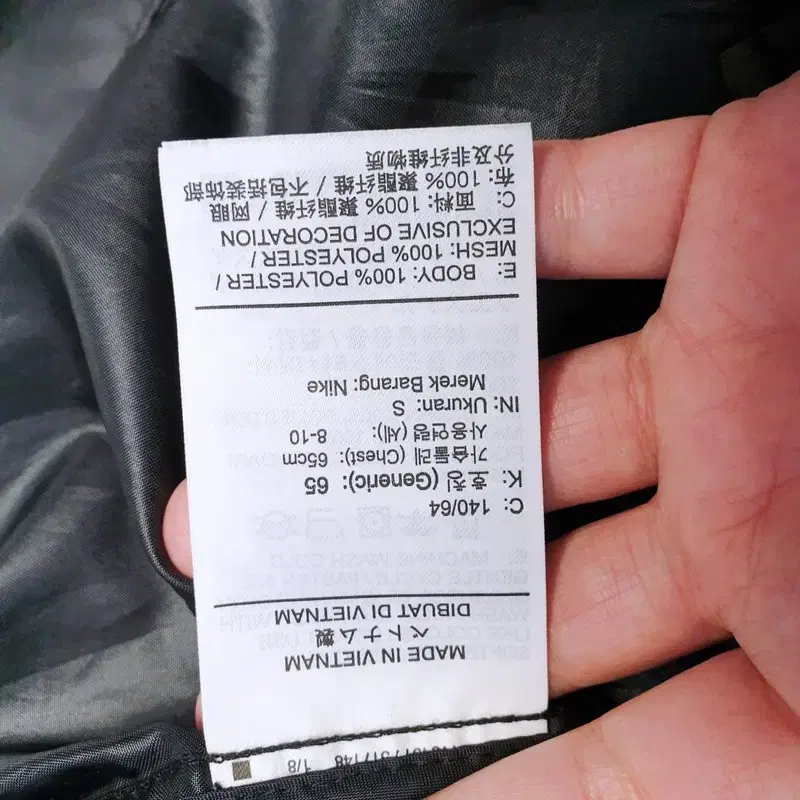 1/8
MADE IN VIETNAM
ベトナム製
DIBUAT DI VIETNAM
C: 140/64
K: 호칭 (Generic): 65
가슴둘레 (Chest): 65cm
사용연령 (세): 8-10
IN: Ukuran: S
Merek Barang: Nike
E: BODY: 100% POLYESTER /
MESH: 100% POLYESTER /
EXCLUSIVE OF DECORATION
C: 面料: 100% 聚酯纤维 / 网眼
布: 100% 聚酯纤维 / 不包括装饰部
分及非纤维物质